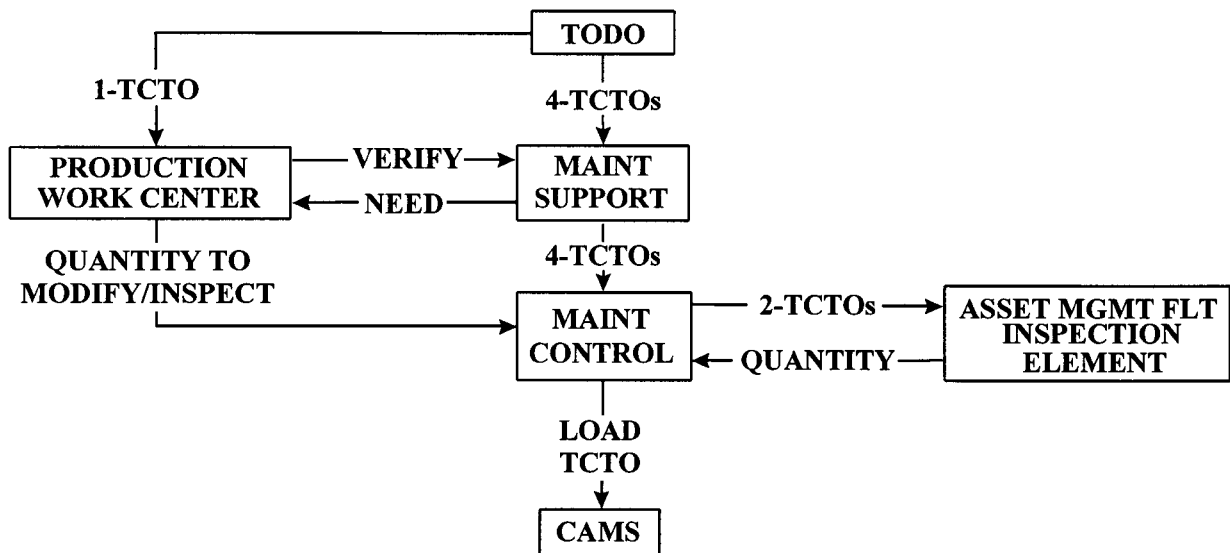 TODO
1-TCTO
4-TCTOs
PRODUCTION
WORK CENTER
VERIFY
NEED
MAINT
SUPPORT
QUANTITY TO
MODIFY/INSPECT
4-TCTOs
MAINT
CONTROL
2-TCTOs
QUANTITY
ASSET MGMT FLT
INSPECTION
ELEMENT
LOAD
TCTO
CAMS